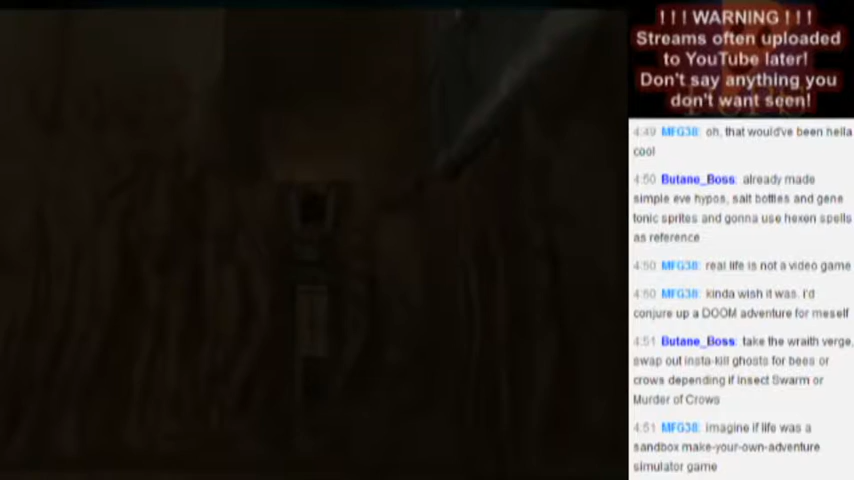 ! ! ! WARNING ! ! !
Streams often uploaded
to YouTube later!
Don't say anything you
don't want seen!
4:49 MFG38: oh, that would've been hella
cool
4:50 Butane_Boss: already made
simple eve hypos, salt bottles and gene
tonic sprites and gonna use hexen spells
as reference
4:50 MFG38: real life is not a video game
4:50 MFG38: kinda wish it was. I'd
conjure up a DOOM adventure for meself
4:51 Butane_Boss: take the wraith verge,
swap out insta-kill ghosts for bees or
crows depending if Insect Swarm or
Murder of Crows
4:51 MFG38: imagine if life was a
sandbox make-your-own-adventure
simulator game